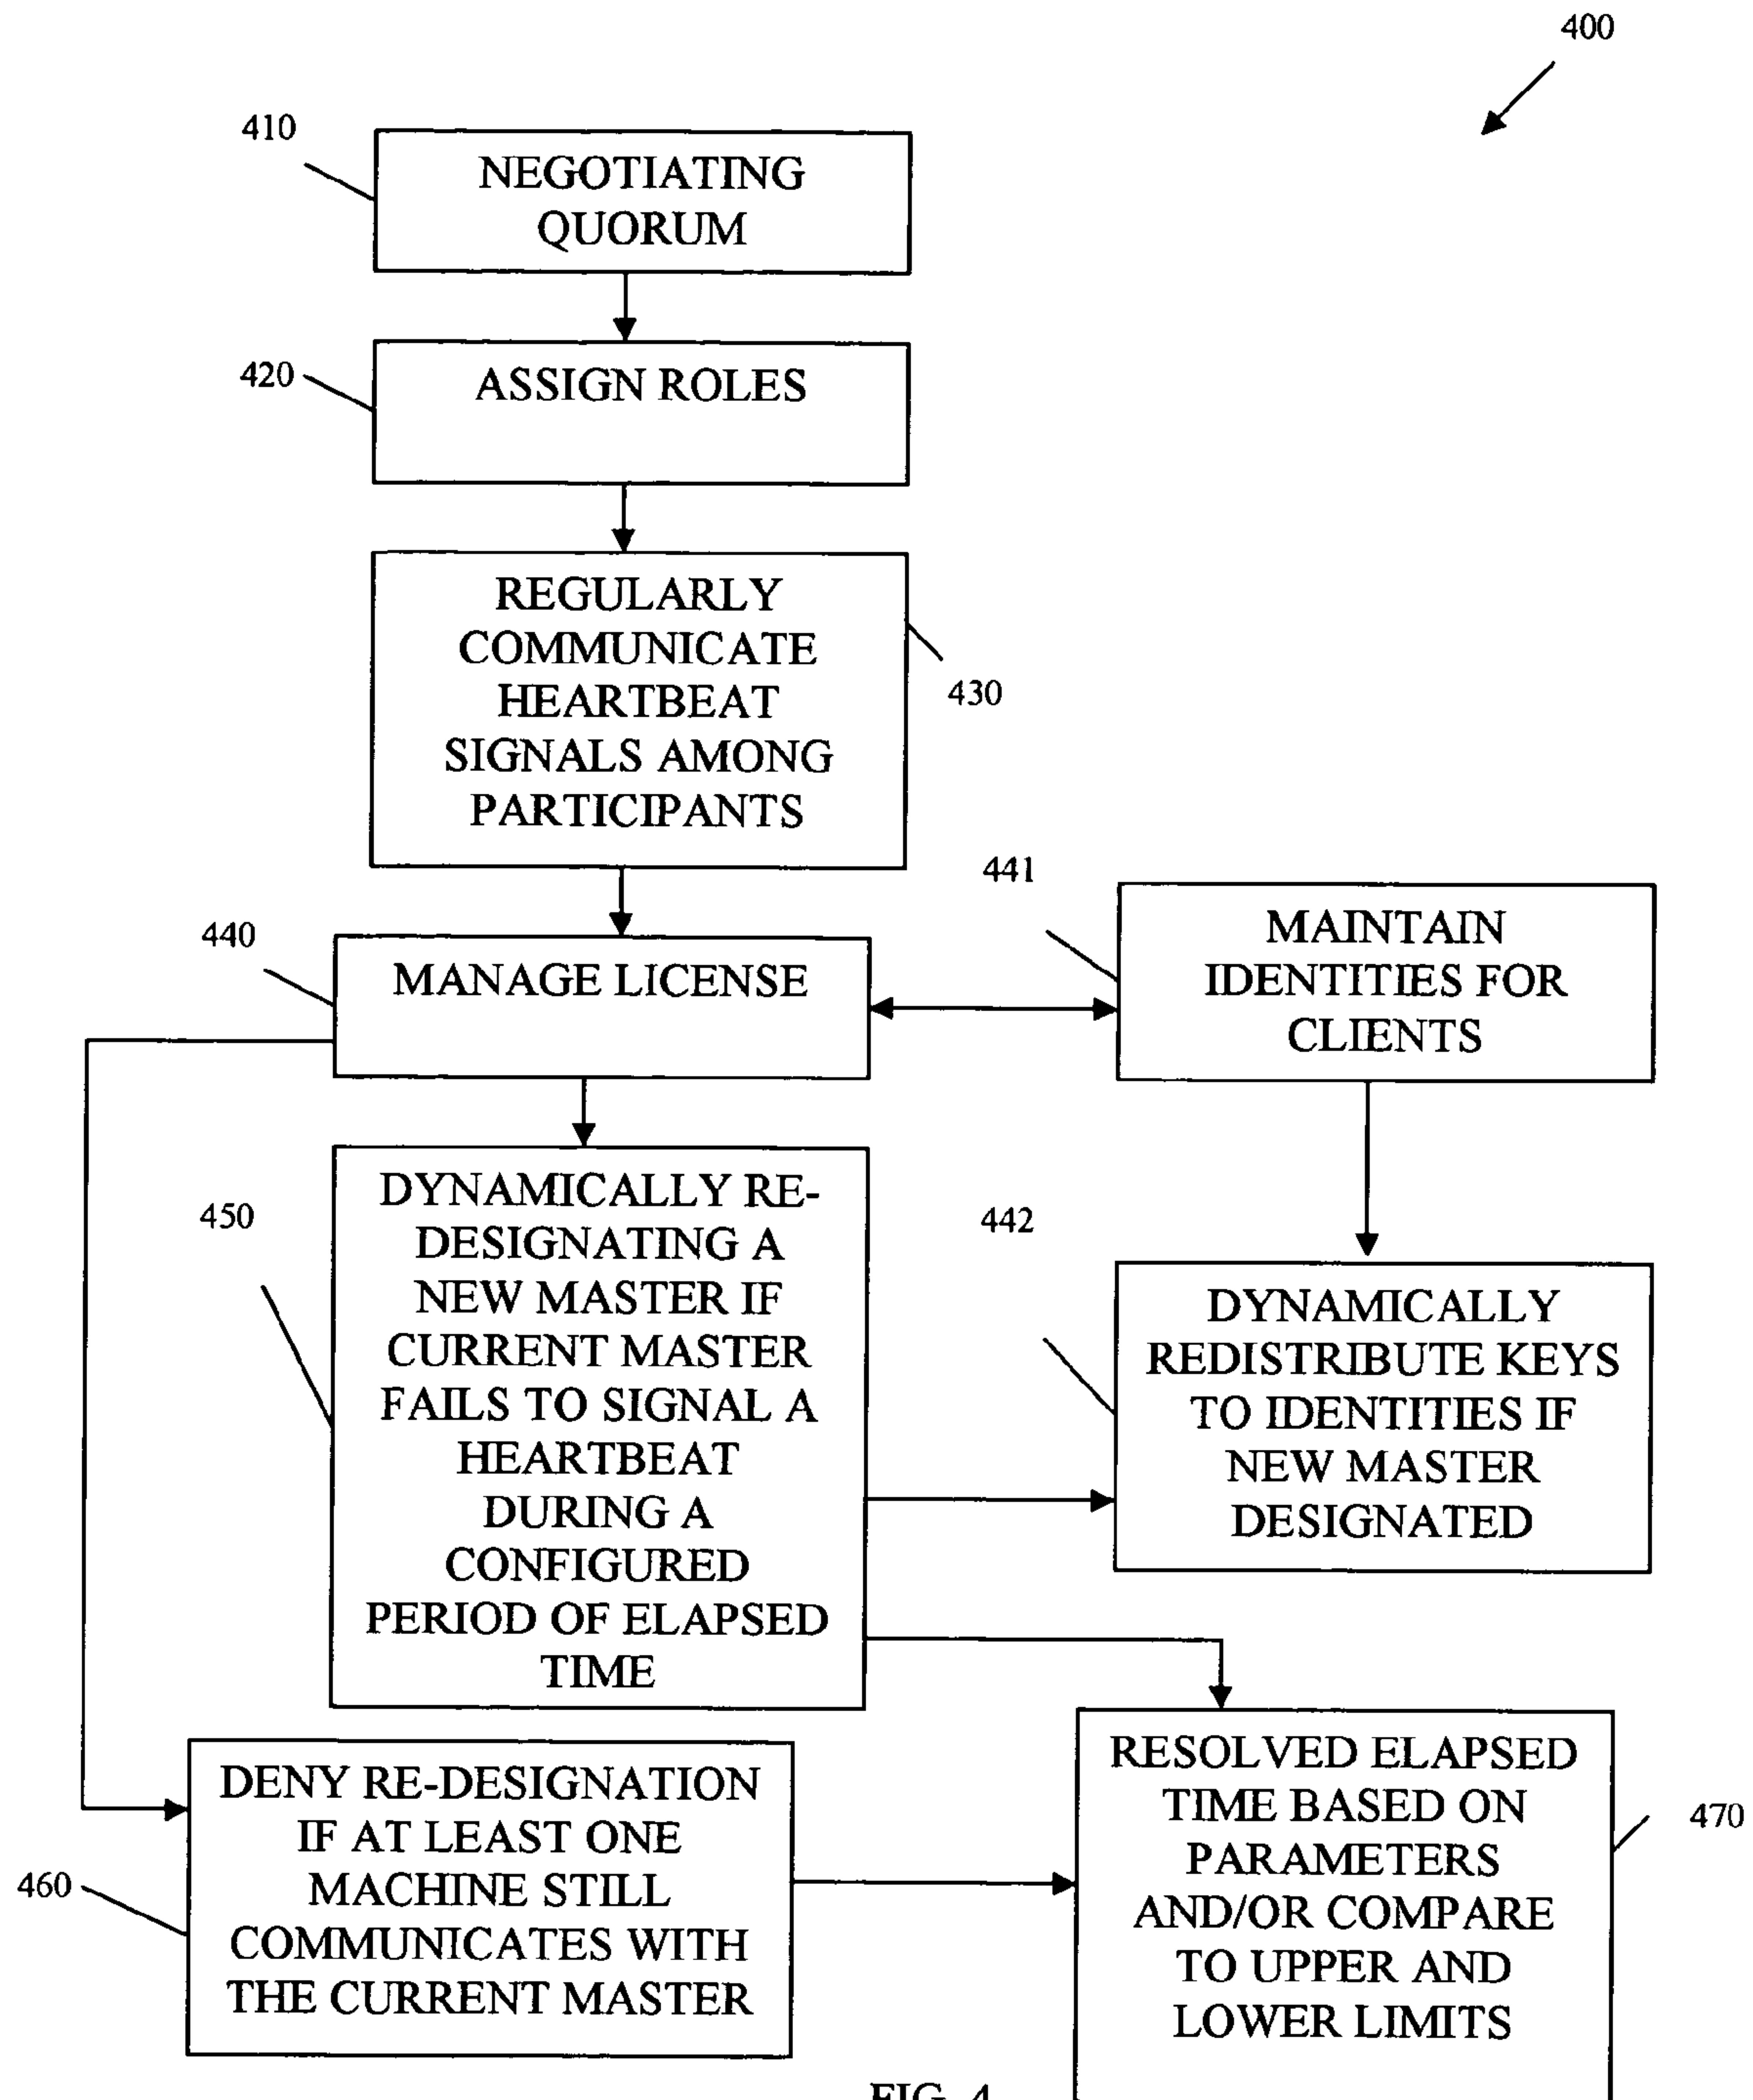 400
410
NEGOTIATING
QUORUM
420
ASSIGN ROLES
REGULARLY
COMMUNICATE
HEARTBEAT
SIGNALS AMONG
PARTICIPANTS
430
440
MANAGE LICENSE
441
MAINTAIN
IDENTITIES FOR
CLIENTS
450
DYNAMICALLY RE-
DESIGNATING A
NEW MASTER IF
CURRENT MASTER
FAILS TO SIGNAL A
HEARTBEAT
DURING A
CONFIGURED
PERIOD OF ELAPSED
TIME
442
DYNAMICALLY
REDISTRIBUTE KEYS
TO IDENTITIES IF
NEW MASTER
DESIGNATED
460
DENY RE-DESIGNATION
IF AT LEAST ONE
MACHINE STILL
COMMUNICATES WITH
THE CURRENT MASTER
RESOLVED ELAPSED
TIME BASED ON
PARAMETERS
AND/OR COMPARE
TO UPPER AND
LOWER LIMITS
470
FIG. 4